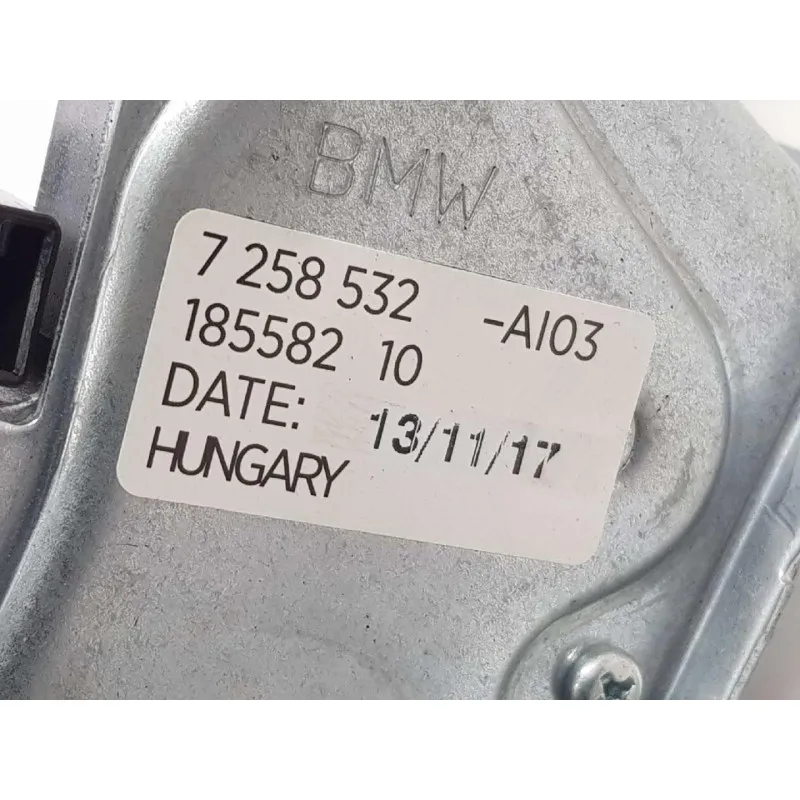 BMW
7 258 532 -AI03
185582 10
DATE: 13/11/17
HUNGARY